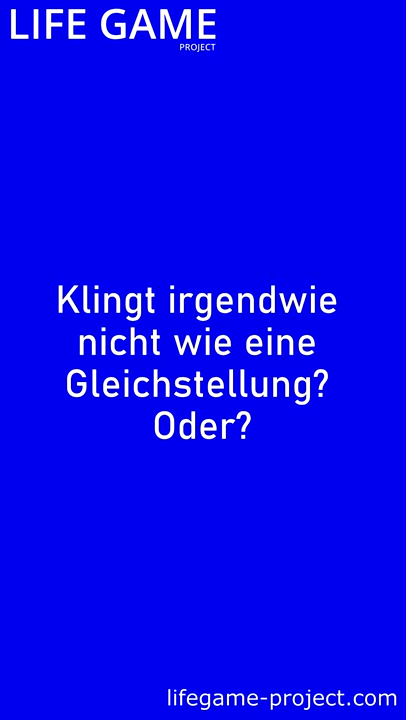 LIFE GAME
PROJECT
Klingt irgendwie
nicht wie eine
Gleichstellung?
Oder?
lifegame-project.com